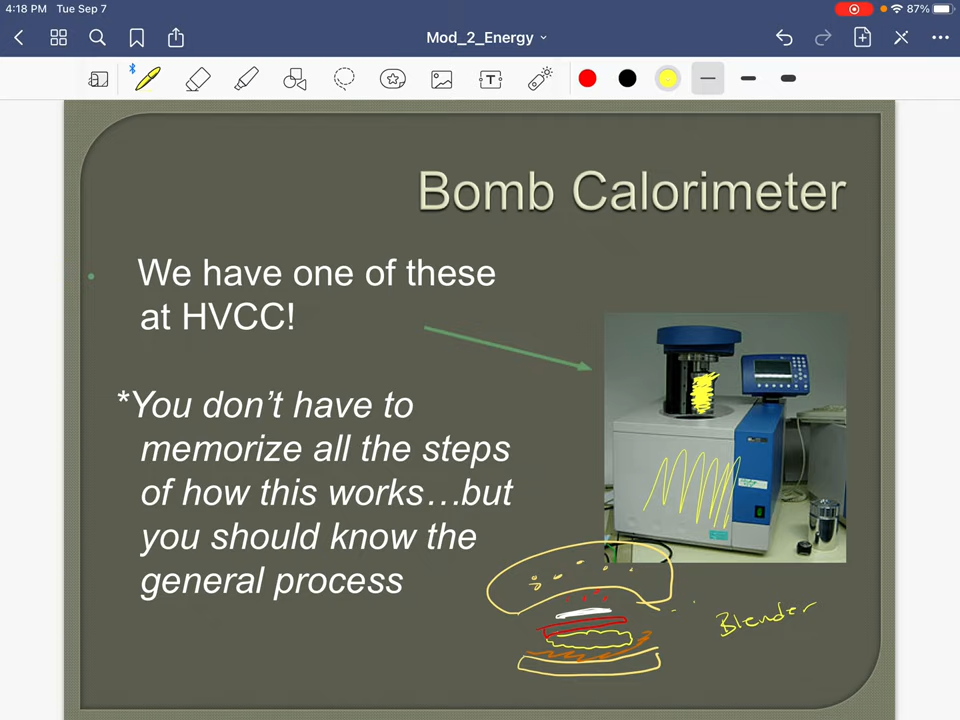 4:18 PM Tue Sep 7
87%
Mod_2_Energy
T
Bomb Calorimeter
• We have one of these
at HVCC!
*You don't have to
memorize all the steps
of how this works...but
you should know the
general process
Blender